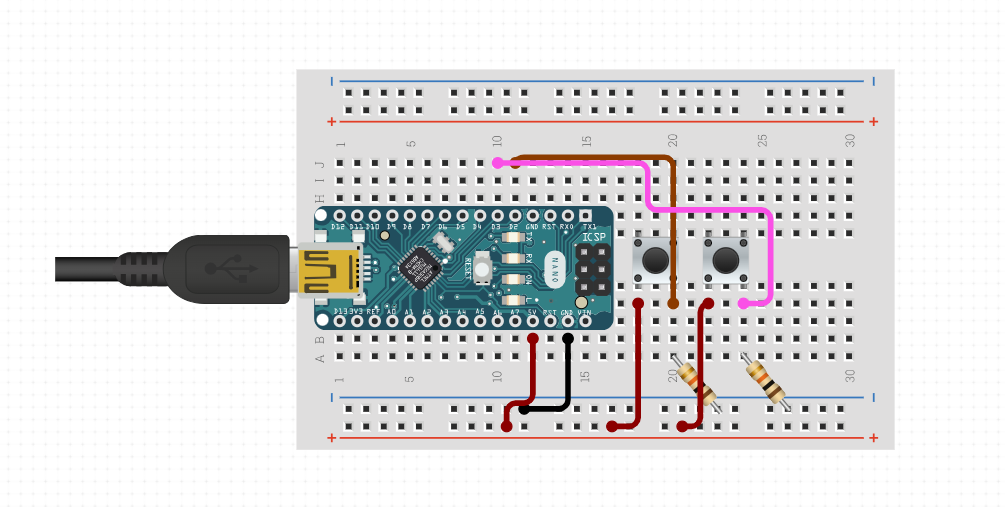 + +
1 5 10 15 20 25 30
J
I
H
D12 D11 D10 D9 D8 D7 D6 D5 D4 D3 D2 GND RST RX0 TX1
ICSP
TX
RX
RESET
NANO
ON
L
D13 3V3 REF A0 A1 A2 A3 A4 A5 A6 A7 5V RST GND VIN
B
A
1 5 10 15 20 25 30
+ +